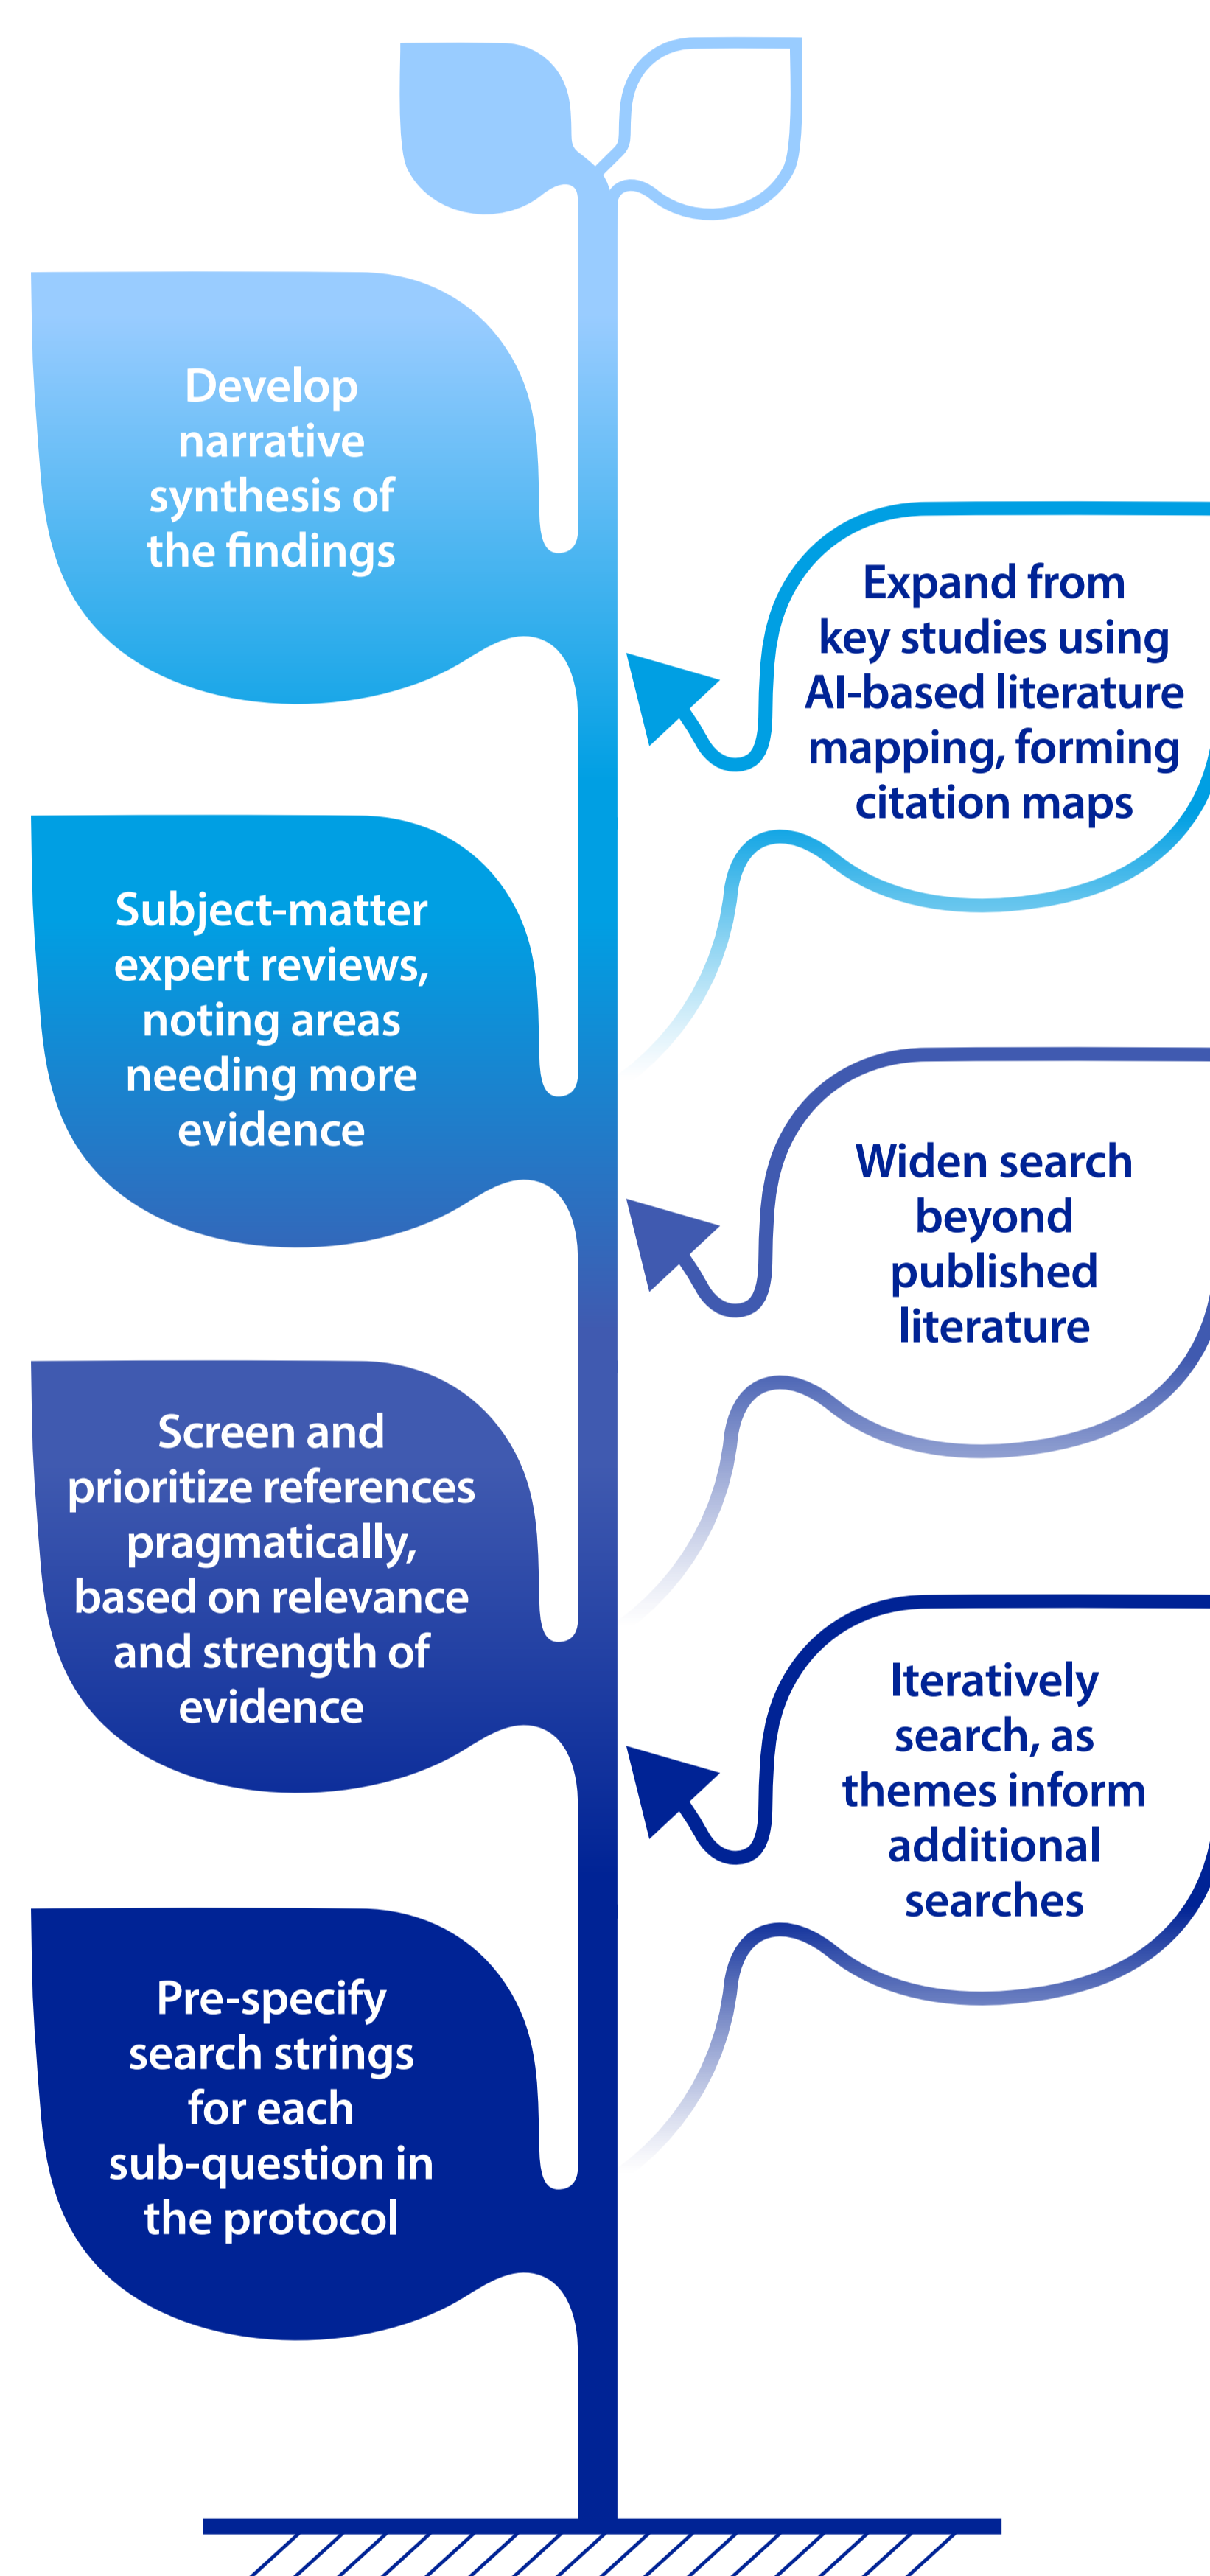 Develop
narrative
synthesis of
the findings
Expand from
key studies using
AI-based literature
mapping, forming
citation maps
Subject-matter
expert reviews,
noting areas
needing more
evidence
Widen search
beyond
published
literature
Screen and
prioritize references
pragmatically,
based on relevance
and strength of
evidence
Iteratively
search, as
themes inform
additional
searches
Pre-specify
search strings
for each
sub-question in
the protocol